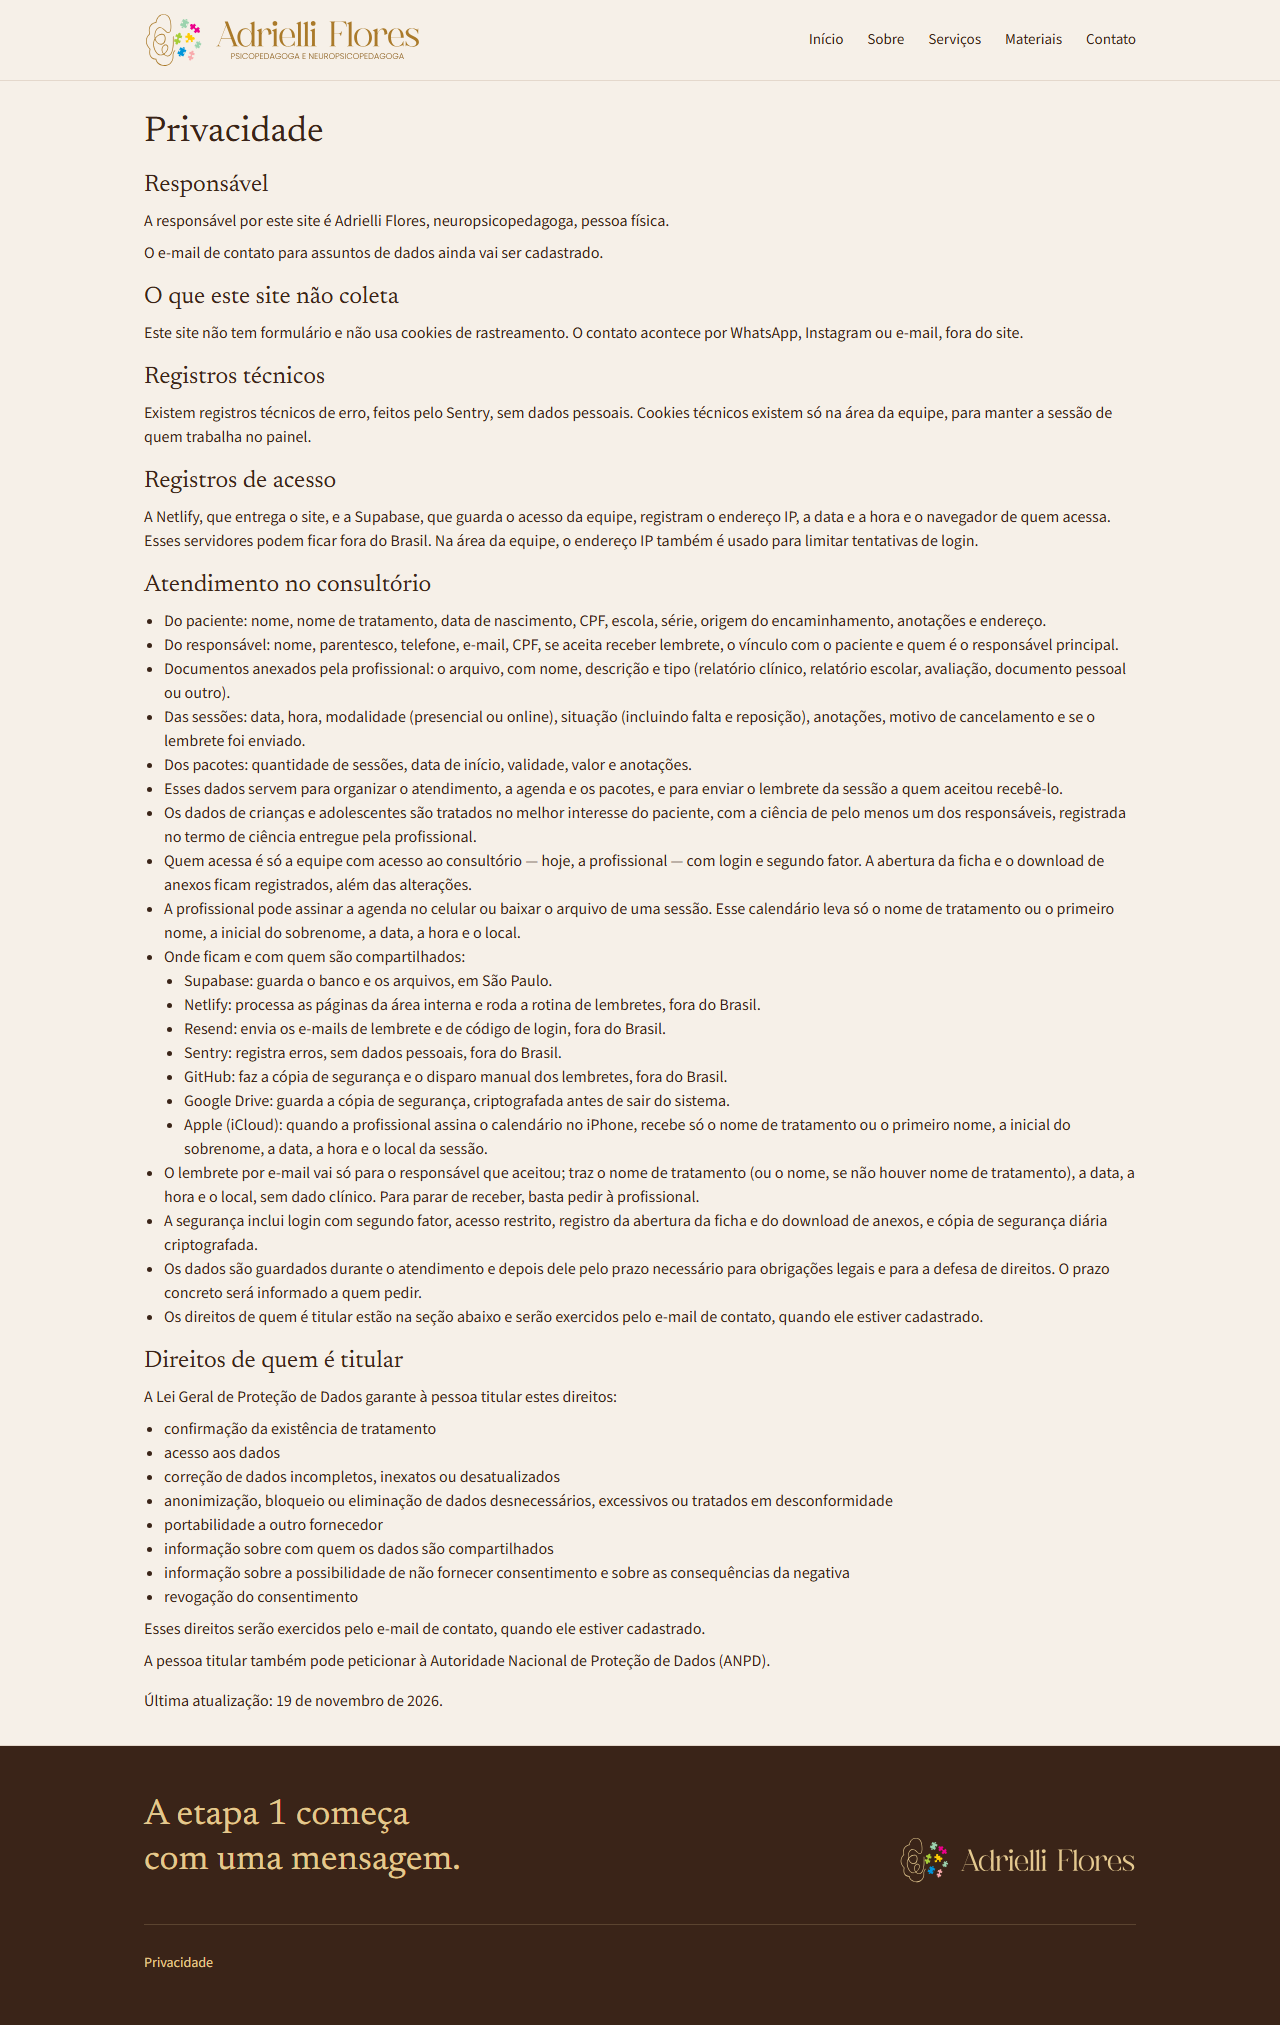 Adrielli Flores
PSICOPEDAGOGA E NEUROPSICOPEDAGOGA
Início Sobre Serviços Materiais Contato
Privacidade
Responsável
A responsável por este site é Adrielli Flores, neuropsicopedagoga, pessoa física.
O e-mail de contato para assuntos de dados ainda vai ser cadastrado.
O que este site não coleta
Este site não tem formulário e não usa cookies de rastreamento. O contato acontece por WhatsApp, Instagram ou e-mail, fora do site.
Registros técnicos
Existem registros técnicos de erro, feitos pelo Sentry, sem dados pessoais. Cookies técnicos existem só na área da equipe, para manter a sessão de
quem trabalha no painel.
Registros de acesso
A Netlify, que entrega o site, e a Supabase, que guarda o acesso da equipe, registram o endereço IP, a data e a hora e o navegador de quem acessa.
Esses servidores podem ficar fora do Brasil. Na área da equipe, o endereço IP também é usado para limitar tentativas de login.
Atendimento no consultório
• Do paciente: nome, nome de tratamento, data de nascimento, CPF, escola, série, origem do encaminhamento, anotações e endereço.
• Do responsável: nome, parentesco, telefone, e-mail, CPF, se aceita receber lembrete, o vínculo com o paciente e quem é o responsável principal.
• Documentos anexados pela profissional: o arquivo, com nome, descrição e tipo (relatório clínico, relatório escolar, avaliação, documento pessoal
ou outro).
• Das sessões: data, hora, modalidade (presencial ou online), situação (incluindo falta e reposição), anotações, motivo de cancelamento e se o
lembrete foi enviado.
• Dos pacotes: quantidade de sessões, data de início, validade, valor e anotações.
• Esses dados servem para organizar o atendimento, a agenda e os pacotes, e para enviar o lembrete da sessão a quem aceitou recebê-lo.
• Os dados de crianças e adolescentes são tratados no melhor interesse do paciente, com a ciência de pelo menos um dos responsáveis, registrada
no termo de ciência entregue pela profissional.
• Quem acessa é só a equipe com acesso ao consultório — hoje, a profissional — com login e segundo fator. A abertura da ficha e o download de
anexos ficam registrados, além das alterações.
• A profissional pode assinar a agenda no celular ou baixar o arquivo de uma sessão. Esse calendário leva só o nome de tratamento ou o primeiro
nome, a inicial do sobrenome, a data, a hora e o local.
• Onde ficam e com quem são compartilhados:
• Supabase: guarda o banco e os arquivos, em São Paulo.
• Netlify: processa as páginas da área interna e roda a rotina de lembretes, fora do Brasil.
• Resend: envia os e-mails de lembrete e de código de login, fora do Brasil.
• Sentry: registra erros, sem dados pessoais, fora do Brasil.
• GitHub: faz a cópia de segurança e o disparo manual dos lembretes, fora do Brasil.
• Google Drive: guarda a cópia de segurança, criptografada antes de sair do sistema.
• Apple (iCloud): quando a profissional assina o calendário no iPhone, recebe só o nome de tratamento ou o primeiro nome, a inicial do
sobrenome, a data, a hora e o local da sessão.
• O lembrete por e-mail vai só para o responsável que aceitou; traz o nome de tratamento (ou o nome, se não houver nome de tratamento), a data, a
hora e o local, sem dado clínico. Para parar de receber, basta pedir à profissional.
• A segurança inclui login com segundo fator, acesso restrito, registro da abertura da ficha e do download de anexos, e cópia de segurança diária
criptografada.
• Os dados são guardados durante o atendimento e depois dele pelo prazo necessário para obrigações legais e para a defesa de direitos. O prazo
concreto será informado a quem pedir.
• Os direitos de quem é titular estão na seção abaixo e serão exercidos pelo e-mail de contato, quando ele estiver cadastrado.
Direitos de quem é titular
A Lei Geral de Proteção de Dados garante à pessoa titular estes direitos:
• confirmação da existência de tratamento
• acesso aos dados
• correção de dados incompletos, inexatos ou desatualizados
• anonimização, bloqueio ou eliminação de dados desnecessários, excessivos ou tratados em desconformidade
• portabilidade a outro fornecedor
• informação sobre com quem os dados são compartilhados
• informação sobre a possibilidade de não fornecer consentimento e sobre as consequências da negativa
• revogação do consentimento
Esses direitos serão exercidos pelo e-mail de contato, quando ele estiver cadastrado.
A pessoa titular também pode peticionar à Autoridade Nacional de Proteção de Dados (ANPD).
Última atualização: 19 de novembro de 2026.
A etapa 1 começa
com uma mensagem.
Adrielli Flores
Privacidade